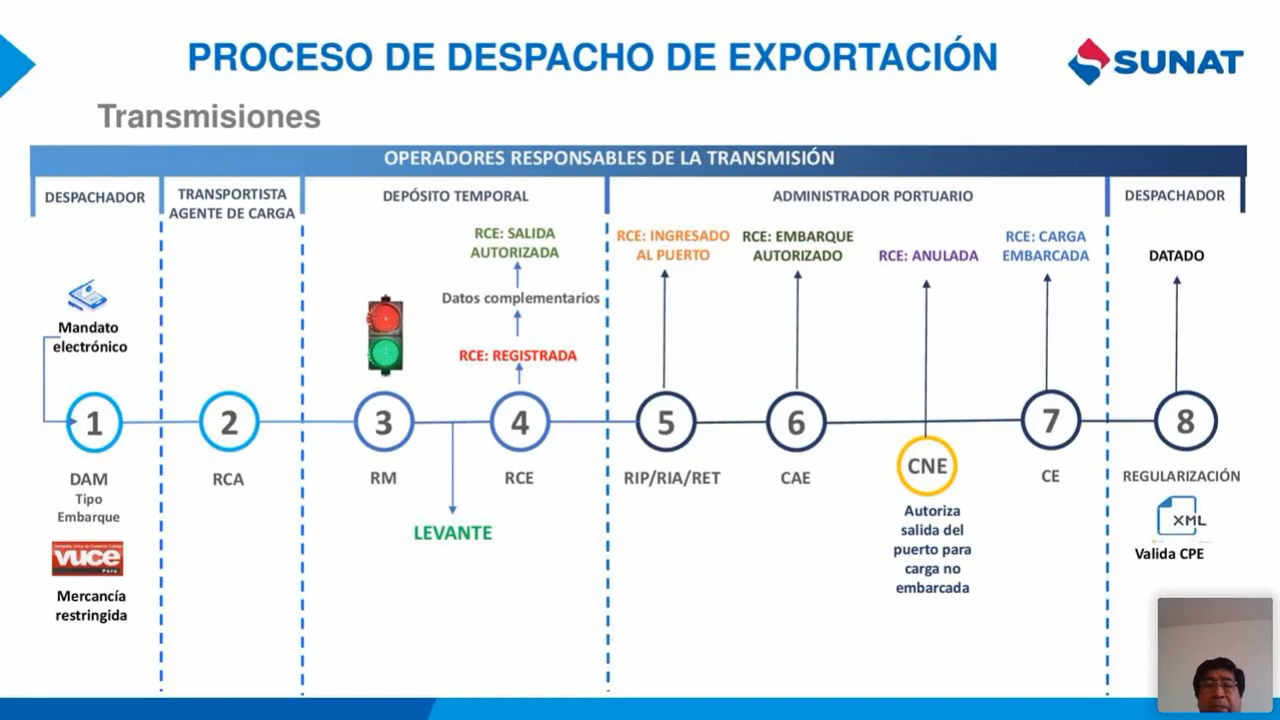 PROCESO DE DESPACHO DE EXPORTACIÓN
SUNAT
Transmisiones
OPERADORES RESPONSABLES DE LA TRANSMISIÓN
DESPACHADOR
TRANSPORTISTA
AGENTE DE CARGA
DEPÓSITO TEMPORAL
ADMINISTRADOR PORTUARIO
DESPACHADOR
RCE: SALIDA
AUTORIZADA
RCE: INGRESADO
AL PUERTO
RCE: EMBARQUE
AUTORIZADO
RCE: ANULADA
RCE: CARGA
EMBARCADA
DATADO
Datos complementarios
Mandato
electrónico
RCE: REGISTRADA
1
2
3
4
5
6
7
8
DAM
Tipo
Embarque
RCA
RM
RCE
RIP/RIA/RET
CAE
CNE
CE
REGULARIZACIÓN
LEVANTE
Autoriza
salida del
puerto para
carga no
embarcada
XML
Valida CPE
vuce
Perú
Mercancía
restringida